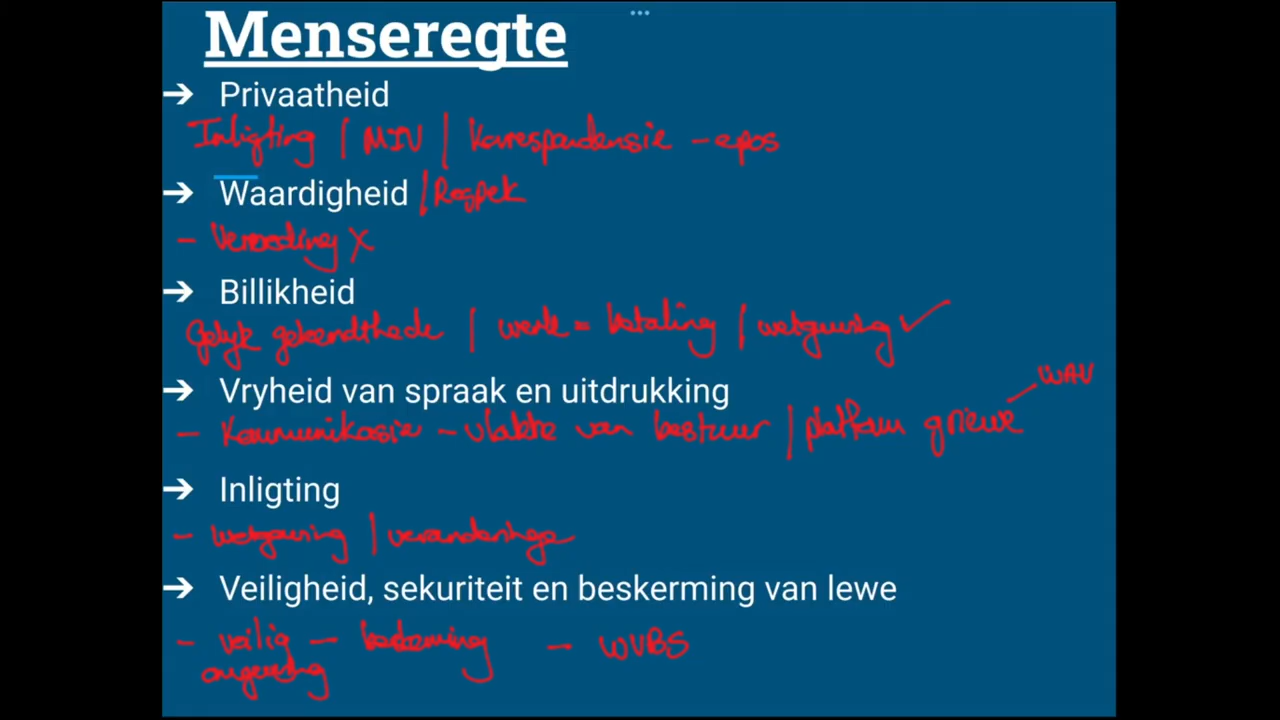 Menseregte
➔ Privaatheid
Inligting | MIV | Korrespondensie - epos
➔ Waardigheid | Respek
- X
➔ Billikheid
Gelyk geleenthede | werk = betaling | wetgewing ✓
➔ Vryheid van spraak en uitdrukking
WAV
- Kommunikasie - vlakke van bestuur | platform griewe
➔ Inligting
- wetgewing | veranderinge
➔ Veiligheid, sekuriteit en beskerming van lewe
- veilig - beskerming - WVBS
omgewing